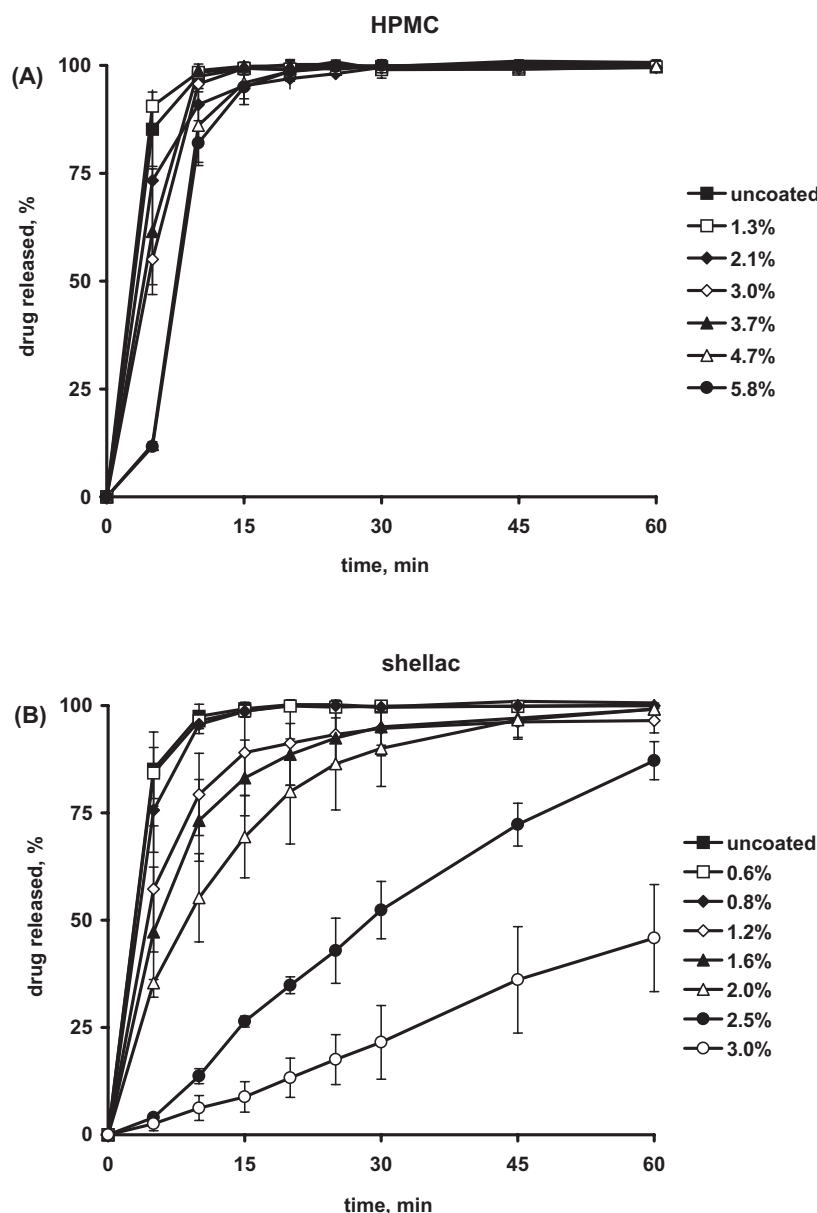 HPMC
(A)
100
75
50
25
0
drug released, %
0 15 30 45 60
time, min
uncoated
1.3%
2.1%
3.0%
3.7%
4.7%
5.8%
shellac
(B)
100
75
50
25
0
drug released, %
0 15 30 45 60
time, min
uncoated
0.6%
0.8%
1.2%
1.6%
2.0%
2.5%
3.0%